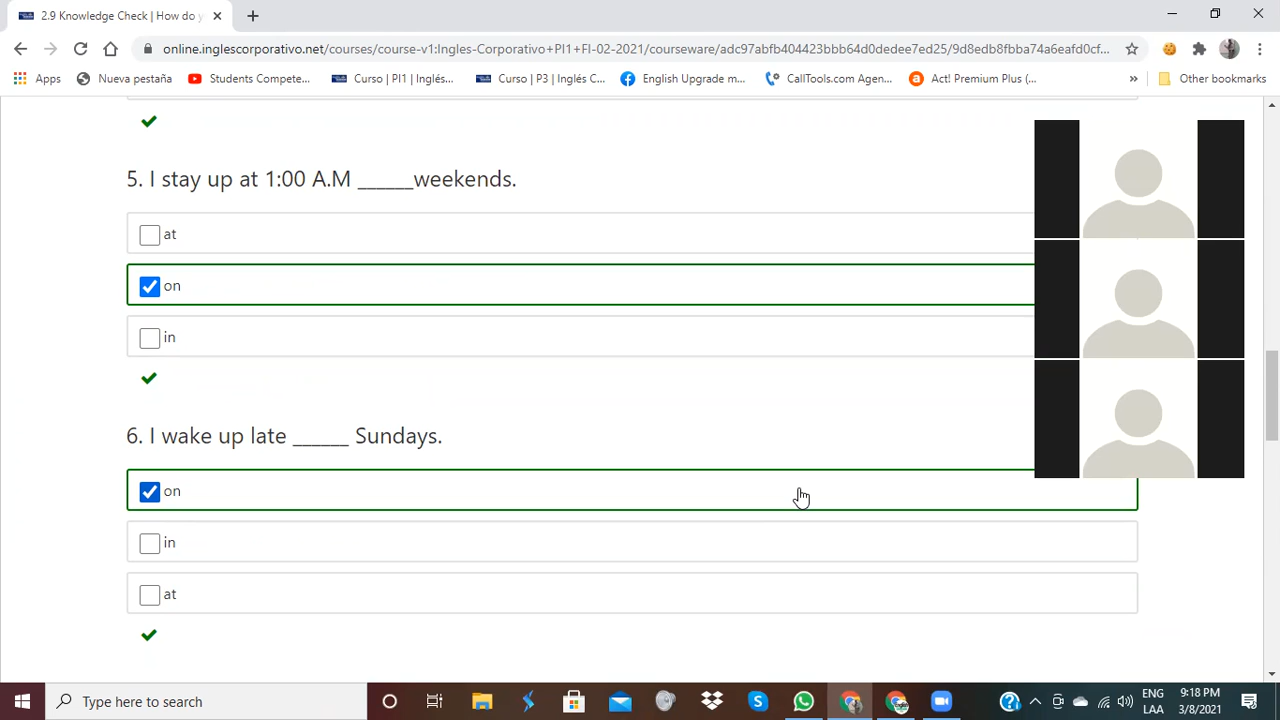 2.9 Knowledge Check | How do y
online.inglescorporativo.net/courses/course-v1:Ingles-Corporativo+PI1+FI-02-2021/courseware/adc97abfb404423bbb64d0dedee7ed25/9d8edb8fbba74a6eafd0cf...
Apps Nueva pestaña Students Compete... Curso | PI1 | Inglés... Curso | P3 | Inglés C... English Upgrade m... CallTools.com Agen... Act! Premium Plus (... » Other bookmarks
5. I stay up at 1:00 A.M ______weekends.
at
on
in
6. I wake up late ______ Sundays.
on
in
at
Type here to search
ENG
LAA
9:18 PM
3/8/2021